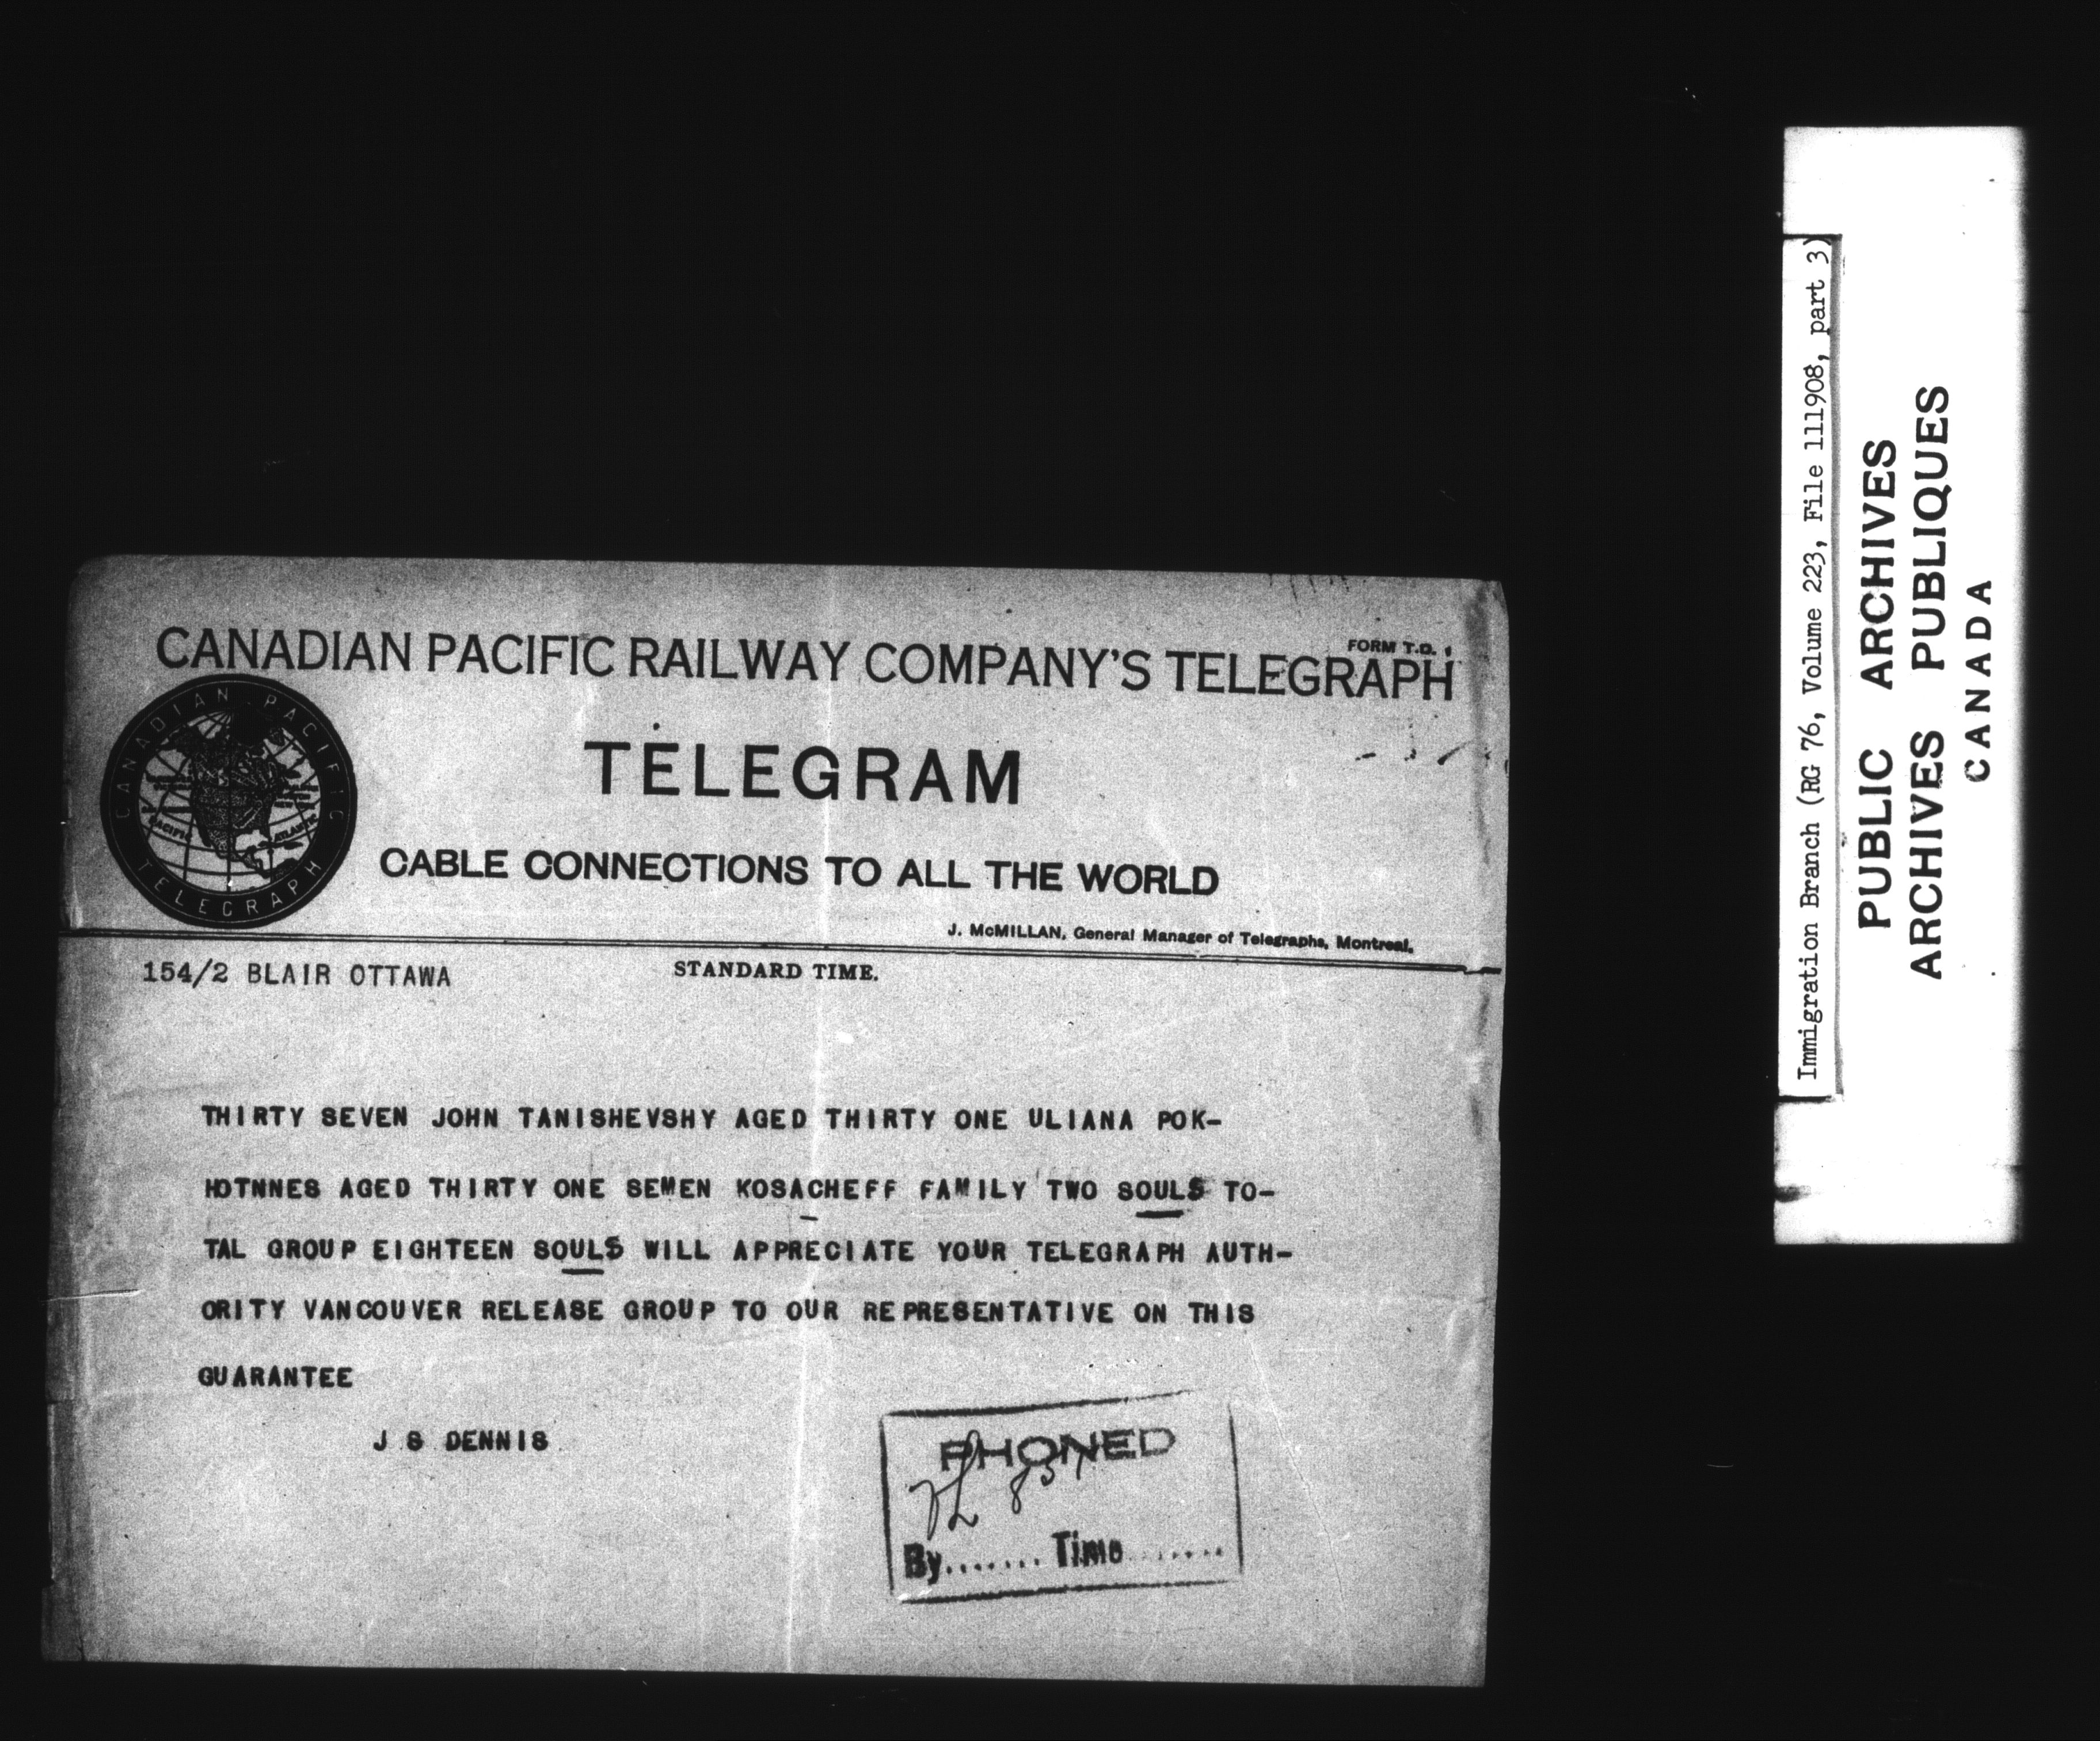 FORM T.D. 1
CANADIAN PACIFIC RAILWAY COMPANY'S TELEGRAPH
CANADIAN PACIFIC
TELEGRAPH
PACIFIC
ATLANTIC
TELEGRAM
CABLE CONNECTIONS TO ALL THE WORLD
J. McMILLAN, General Manager of Telegraphs, Montreal.
154/2 BLAIR OTTAWA
STANDARD TIME.
THIRTY SEVEN JOHN TANISHEVSHY AGED THIRTY ONE ULIANA POK-
HOTNNES AGED THIRTY ONE SEMEN KOSACHEFF FAMILY TWO SOULS TO-
TAL GROUP EIGHTEEN SOULS WILL APPRECIATE YOUR TELEGRAPH AUTH-
ORITY VANCOUVER RELEASE GROUP TO OUR REPRESENTATIVE ON THIS
GUARANTEE
J S DENNIS
PHONED
By....... Time.......
Immigration Branch (RG 76, Volume 223, File 111908, part 3)
PUBLIC ARCHIVES
ARCHIVES PUBLIQUES
CANADA